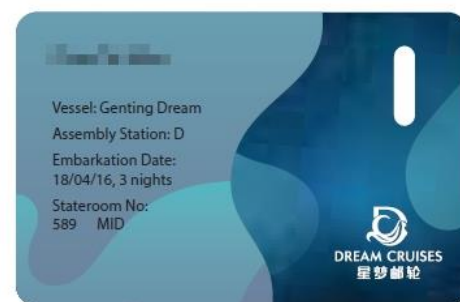 Vessel: Genting Dream
Assembly Station: D
Embarkation Date:
18/04/16, 3 nights
Stateroom No:
589 MID
DREAM CRUISES
星梦邮轮